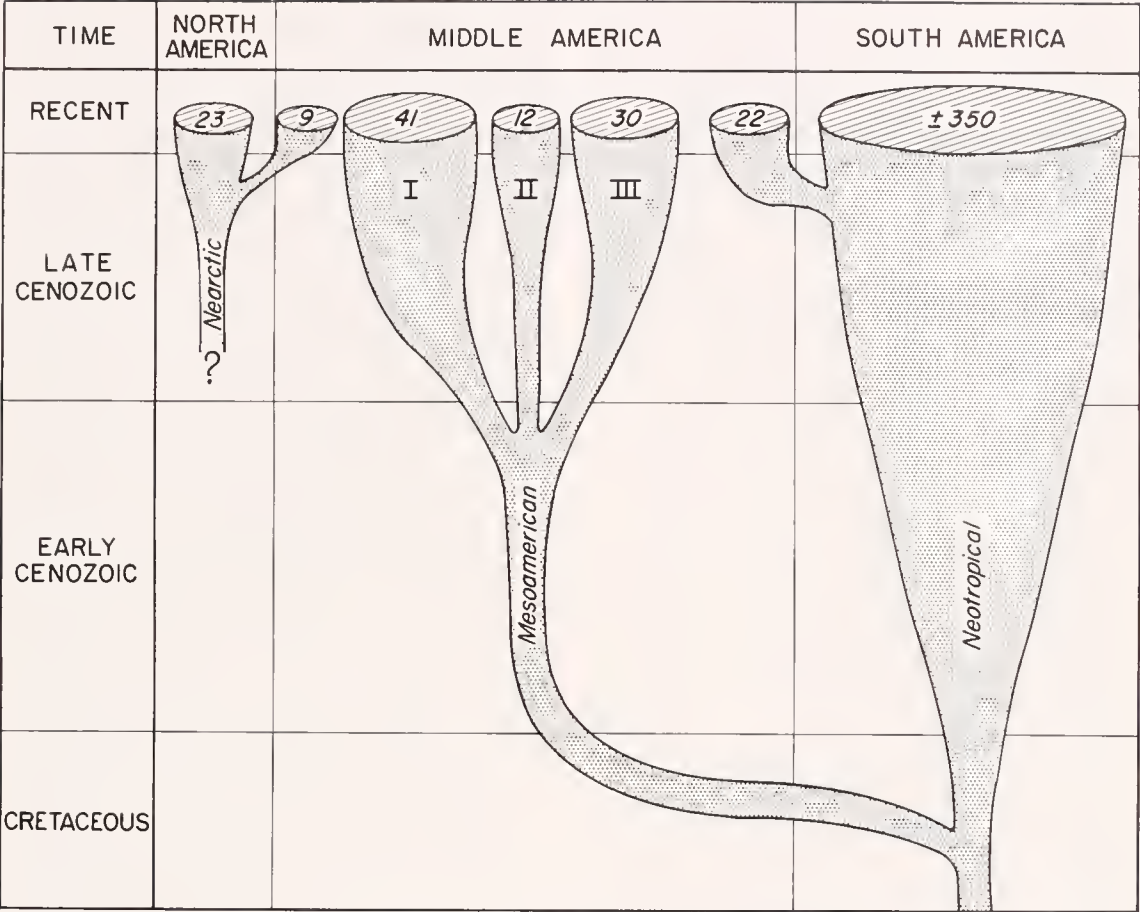 TIME
NORTH
AMERICA
MIDDLE AMERICA
SOUTH AMERICA
RECENT
23
9
41
12
30
22
±350
I
II
III
LATE
CENOZOIC
Nearctic
?
EARLY
CENOZOIC
Mesoamerican
Neotropical
CRETACEOUS